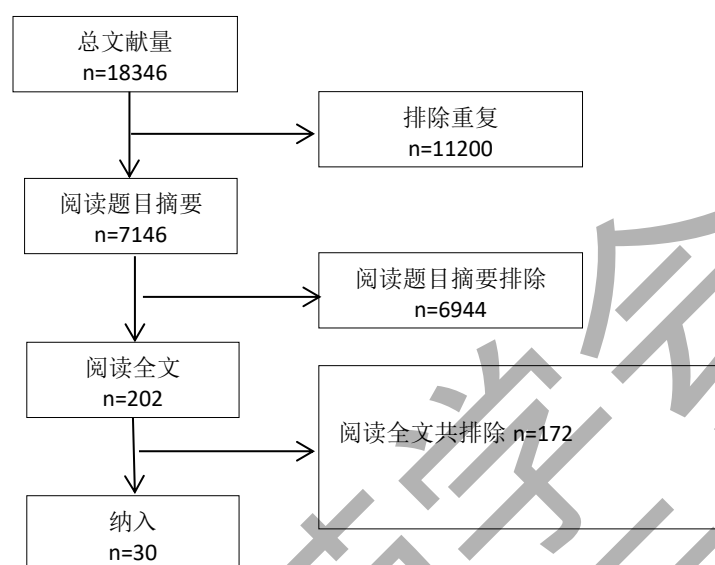 总文献量
n=18346
排除重复
n=11200
阅读题目摘要
n=7146
阅读题目摘要排除
n=6944
阅读全文
n=202
阅读全文共排除 n=172
纳入
n=30
学会